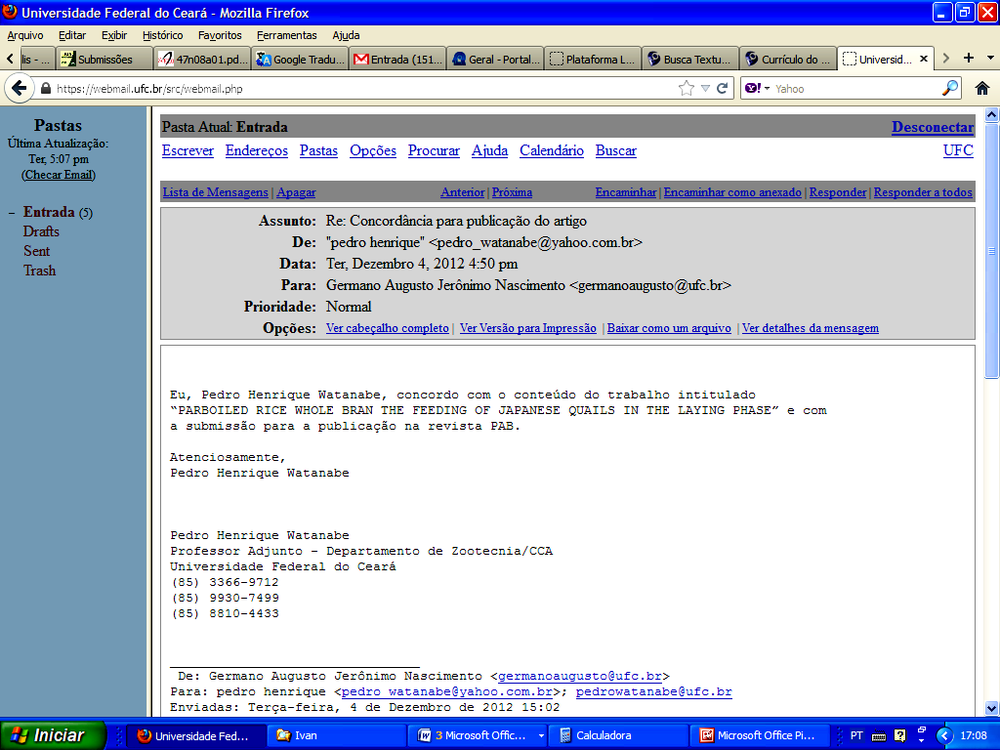 Universidade Federal do Ceará - Mozilla Firefox
Arquivo Editar Exibir Histórico Favoritos Ferramentas Ajuda
lis - ... Submissões 47n08a01.pd... Google Tradu... Entrada (151... Geral - Portal... Plataforma L... Busca Textu... Currículo do ... Universid...
https://webmail.ufc.br/src/webmail.php Yahoo
Pastas
Última Atualização:
Ter, 5:07 pm
(Checar Email)
– Entrada (5)
Drafts
Sent
Trash
Pasta Atual: Entrada Desconectar
Escrever Endereços Pastas Opções Procurar Ajuda Calendário Buscar UFC
Lista de Mensagens | Apagar Anterior | Próxima Encaminhar | Encaminhar como anexado | Responder | Responder a todos
Assunto: Re: Concordância para publicação do artigo
De: "pedro henrique" <pedro_watanabe@yahoo.com.br>
Data: Ter, Dezembro 4, 2012 4:50 pm
Para: Germano Augusto Jerônimo Nascimento <germanoaugusto@ufc.br>
Prioridade: Normal
Opções: Ver cabeçalho completo | Ver Versão para Impressão | Baixar como um arquivo | Ver detalhes da mensagem
Eu, Pedro Henrique Watanabe, concordo com o conteúdo do trabalho intitulado
“PARBOILED RICE WHOLE BRAN THE FEEDING OF JAPANESE QUAILS IN THE LAYING PHASE” e com
a submissão para a publicação na revista PAB.
Atenciosamente,
Pedro Henrique Watanabe
Pedro Henrique Watanabe
Professor Adjunto - Departamento de Zootecnia/CCA
Universidade Federal do Ceará
(85) 3366-9712
(85) 9930-7499
(85) 8810-4433
________________________________
De: Germano Augusto Jerônimo Nascimento <germanoaugusto@ufc.br>
Para: pedro henrique <pedro_watanabe@yahoo.com.br>; pedrowatanabe@ufc.br
Enviadas: Terça-feira, 4 de Dezembro de 2012 15:02
Iniciar Universidade Fed... Ivan 3 Microsoft Offic... Calculadora Microsoft Office Pi... PT 17:08